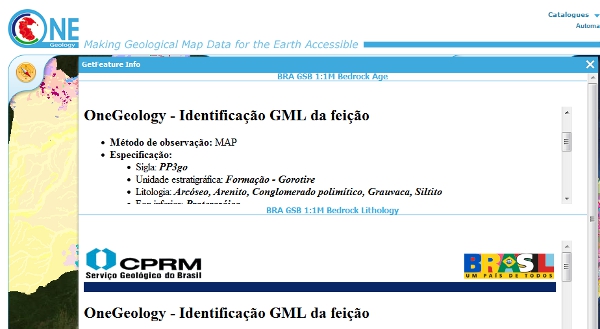 ONE
Geology
Making Geological Map Data for the Earth Accessible
Catalogues
Automa
GetFeature Info
BRA GSB 1:1M Bedrock Age
OneGeology - Identificação GML da feição
Método de observação: MAP
Especificação:
Sigla: PP3go
Unidade estratigráfica: Formação - Gorotire
Litologia: Arcóseo, Arenito, Conglomerado polimítico, Grauvaca, Siltito
BRA GSB 1:1M Bedrock Lithology
CPRM
Serviço Geológico do Brasil
BRASIL
UM PAÍS DE TODOS
OneGeology - Identificação GML da feição